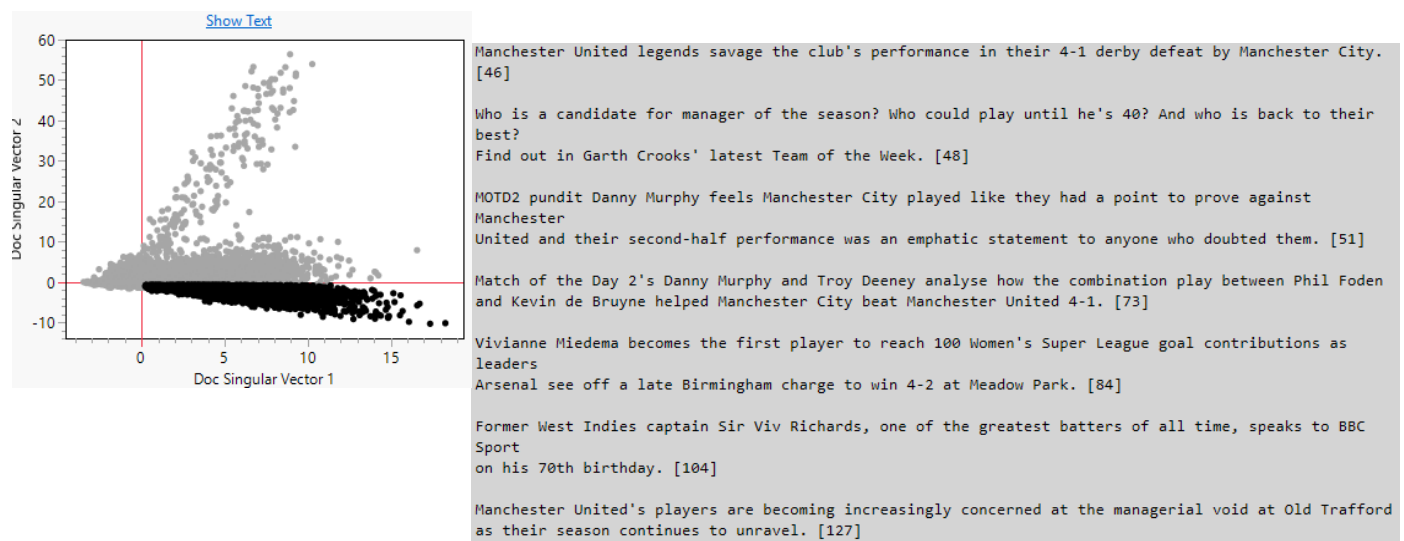 Show Text
60
50
40
30
20
10
0
-10
Doc Singular Vector 2
0
5
10
15
Doc Singular Vector 1
Manchester United legends savage the club's performance in their 4-1 derby defeat by Manchester City.
[46]
Who is a candidate for manager of the season? Who could play until he's 40? And who is back to their
best?
Find out in Garth Crooks' latest Team of the Week. [48]
MOTD2 pundit Danny Murphy feels Manchester City played like they had a point to prove against
Manchester
United and their second-half performance was an emphatic statement to anyone who doubted them. [51]
Match of the Day 2's Danny Murphy and Troy Deeney analyse how the combination play between Phil Foden
and Kevin de Bruyne helped Manchester City beat Manchester United 4-1. [73]
Vivianne Miedema becomes the first player to reach 100 Women's Super League goal contributions as
leaders
Arsenal see off a late Birmingham charge to win 4-2 at Meadow Park. [84]
Former West Indies captain Sir Viv Richards, one of the greatest batters of all time, speaks to BBC
Sport
on his 70th birthday. [104]
Manchester United's players are becoming increasingly concerned at the managerial void at Old Trafford
as their season continues to unravel. [127]